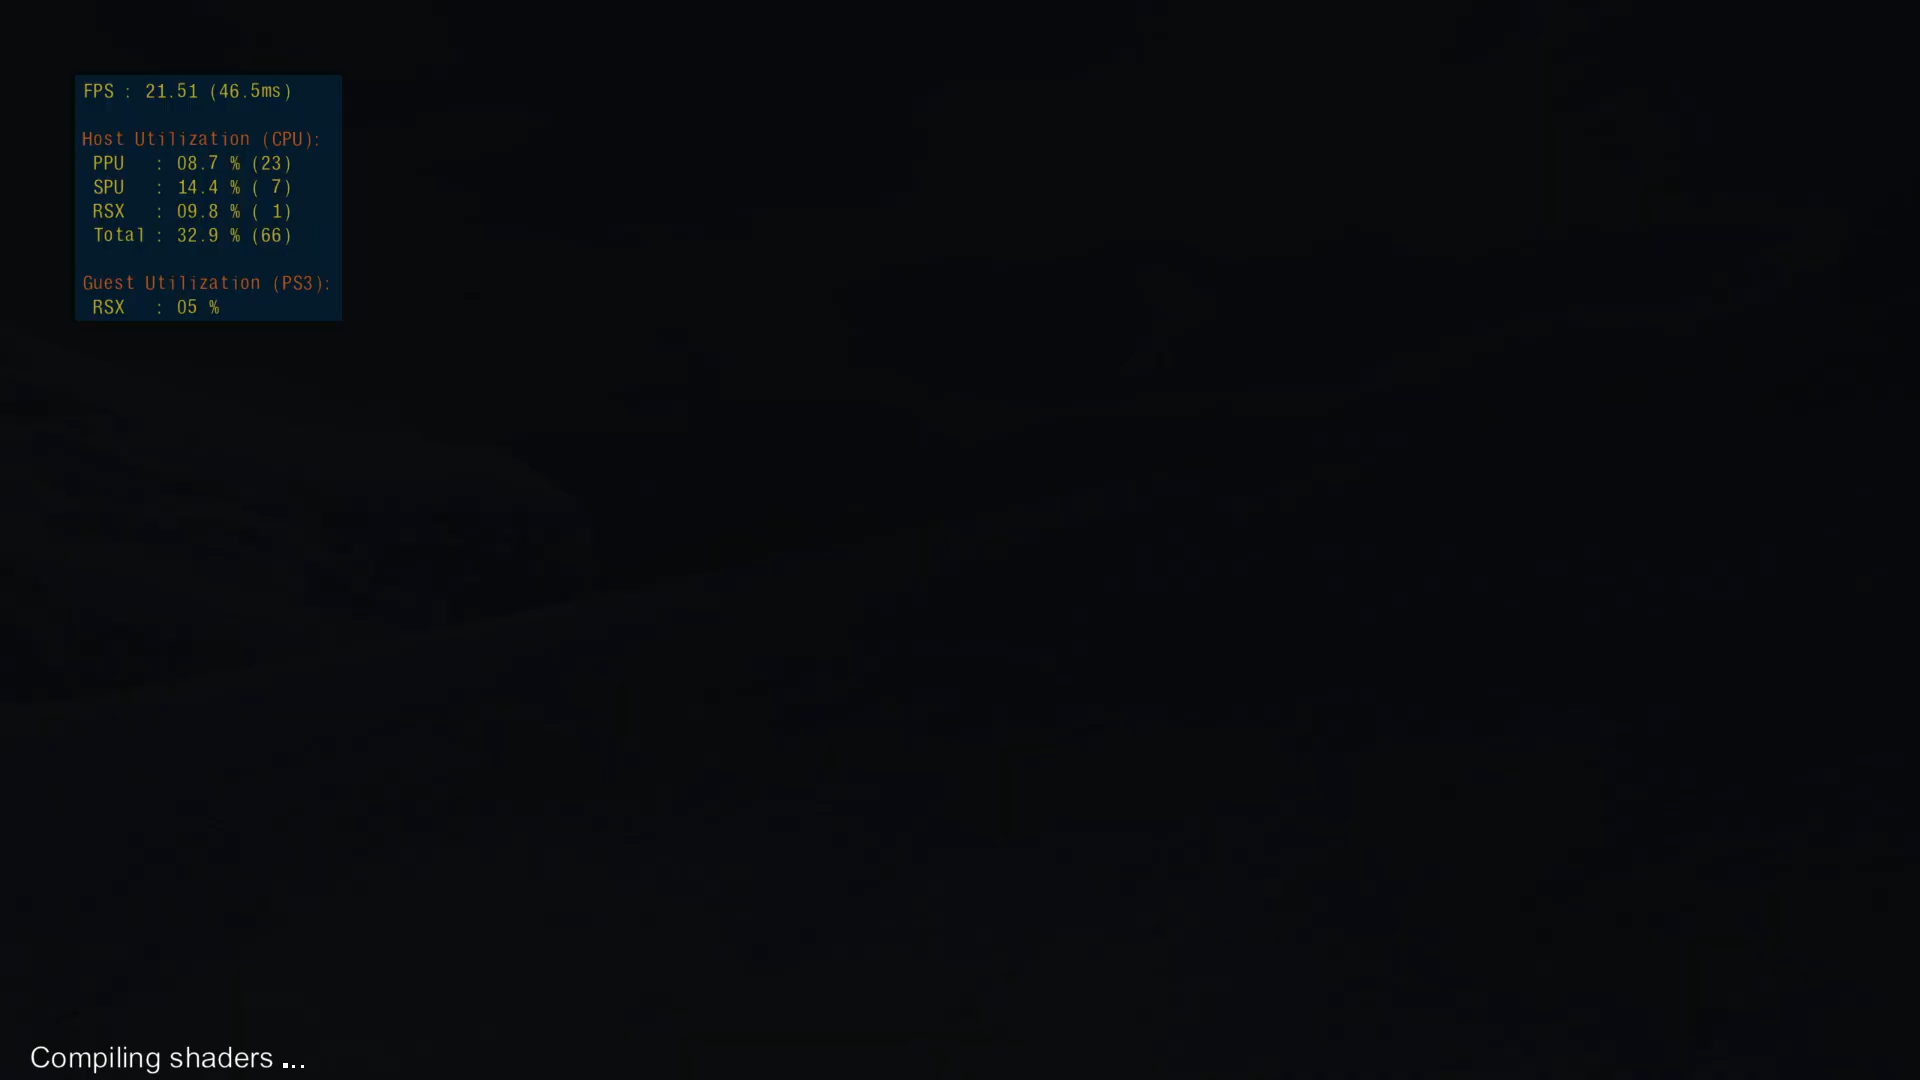 FPS : 21.51 (46.5ms)
Host Utilization (CPU):
PPU : 08.7 % (23)
SPU : 14.4 % ( 7)
RSX : 09.8 % ( 1)
Total : 32.9 % (66)
Guest Utilization (PS3):
RSX : 05 %
Compiling shaders ...